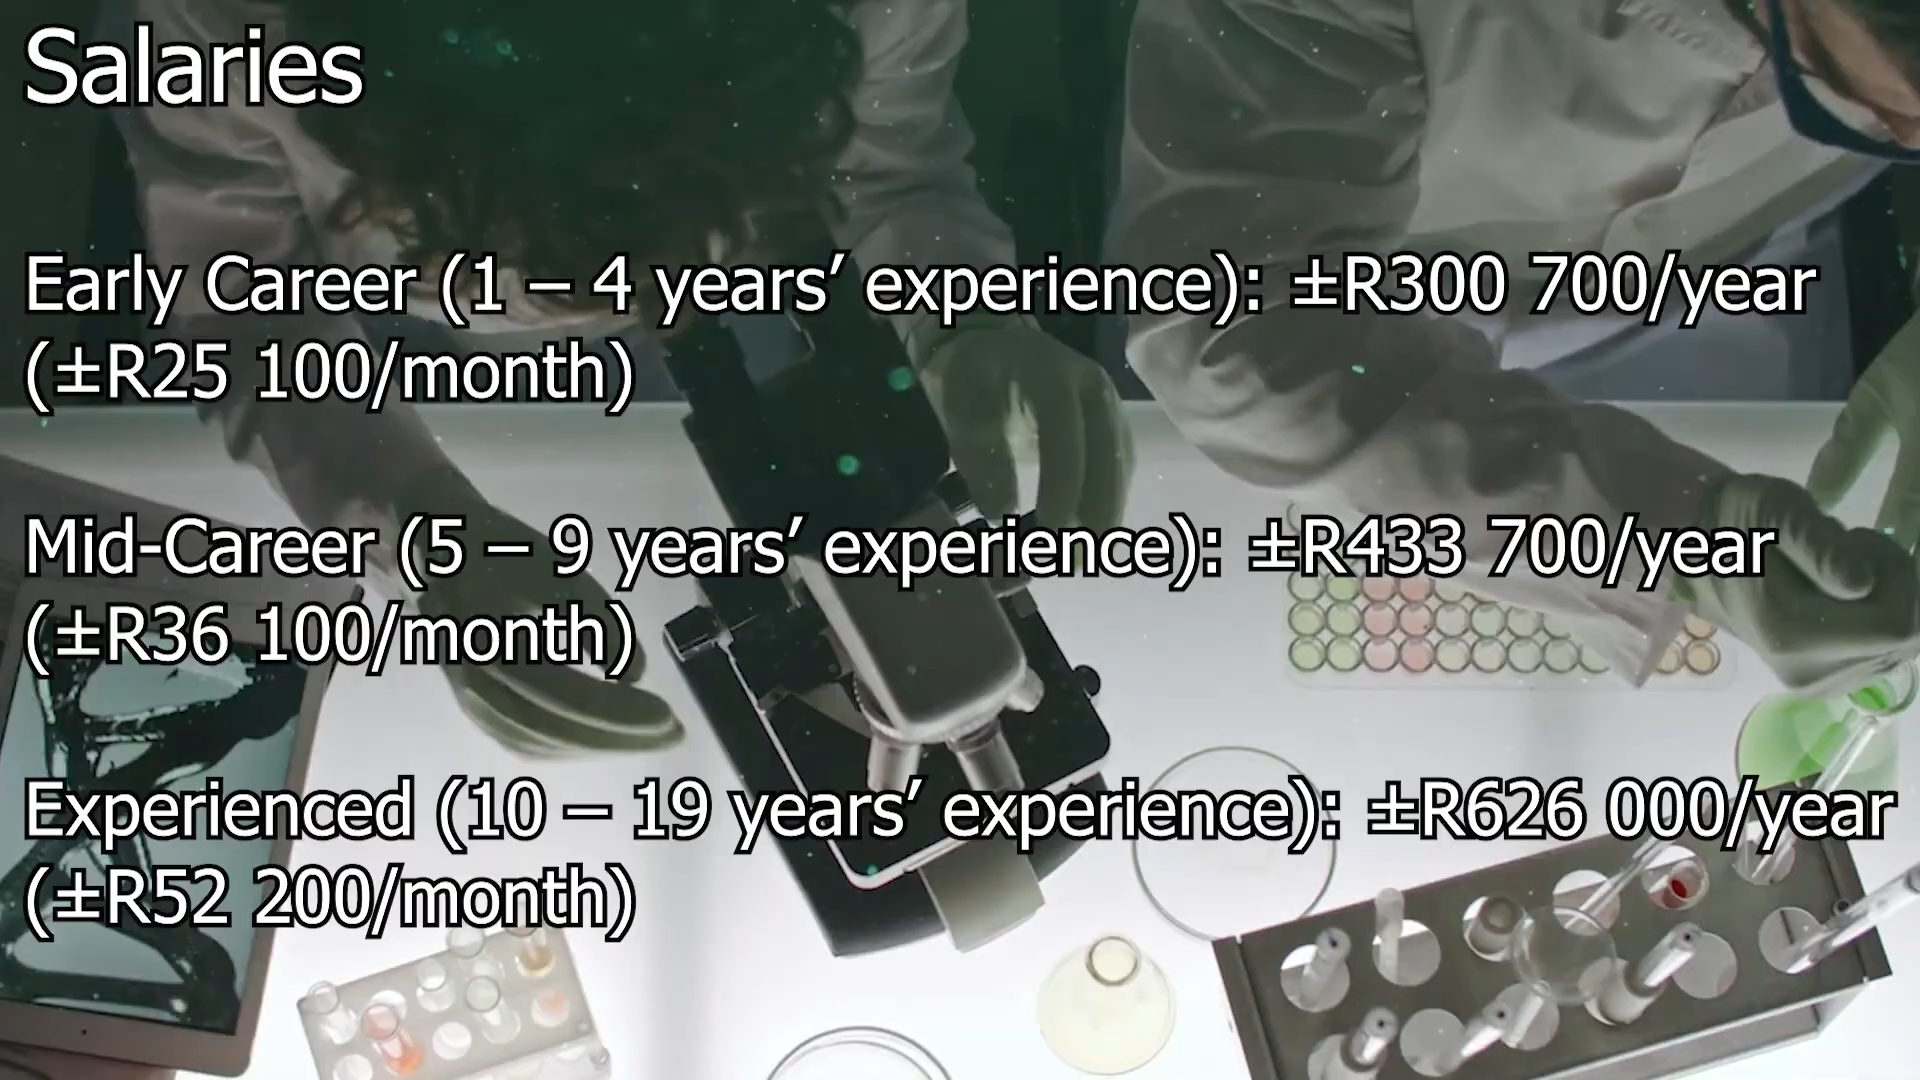 Salaries
Early Career (1 – 4 years’ experience): ±R300 700/year
(±R25 100/month)
Mid-Career (5 – 9 years’ experience): ±R433 700/year
(±R36 100/month)
Experienced (10 – 19 years’ experience): ±R626 000/year
(±R52 200/month)